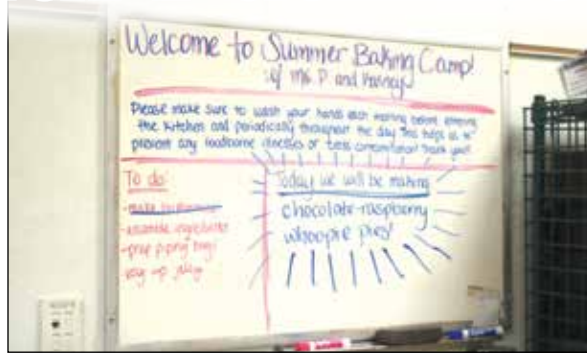 Welcome to Summer Baking Camp!
w/ Ms. P and
Please make sure to wash your hands each morning before entering
the kitchen and periodically throughout the day. This helps us to
prevent any foodborne illnesses or cross contamination! Thank you!
To do:
- make
- assemble ingredients
- prep piping bags
Today we will be making
chocolate-raspberry
whoopie pies!